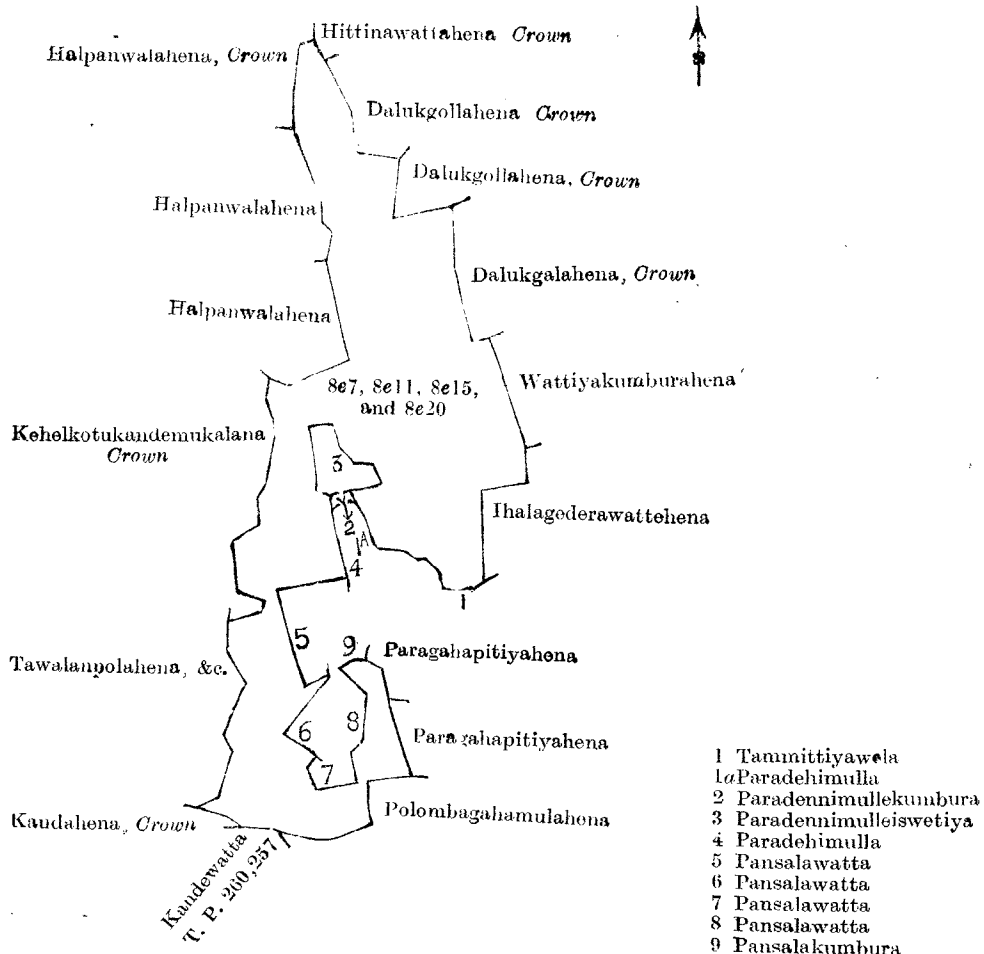 Hittinawattahena Crown
Halpanwalahena, Crown
Dalukgollahena Crown
Dalukgollahena, Crown
Halpanwalahena
Dalukgalahena, Crown
Halpanwalahena
Wattiyakumburahena
8e7, 8e11, 8e15,
and 8e20
Kehelkotukandemukalana
Crown
3
Ihalagederawattehena
2
1A
4
1
5
9
Paragahapitiyahena
Tawalanpolahena, &c.
6
8
Paragahapitiyahena
7
Polombagahamulahena
Kaudahena, Crown
Kandewatta
T. P. 260,257
1 Tammittiyawela
1a Paradehimulla
2 Paradennimullekumbura
3 Paradennimulleiswetiya
4 Paradehimulla
5 Pansalawatta
6 Pansalawatta
7 Pansalawatta
8 Pansalawatta
9 Pansalakumbura